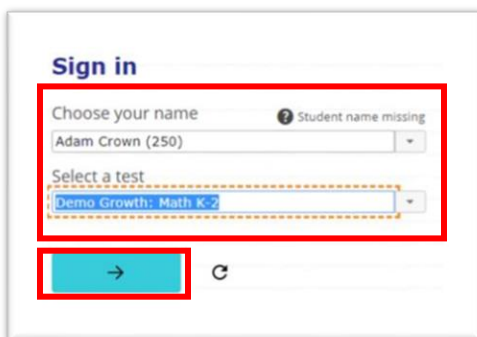 Sign in
Choose your name
? Student name missing
Adam Crown (250)
Select a test
Demo Growth: Math K-2